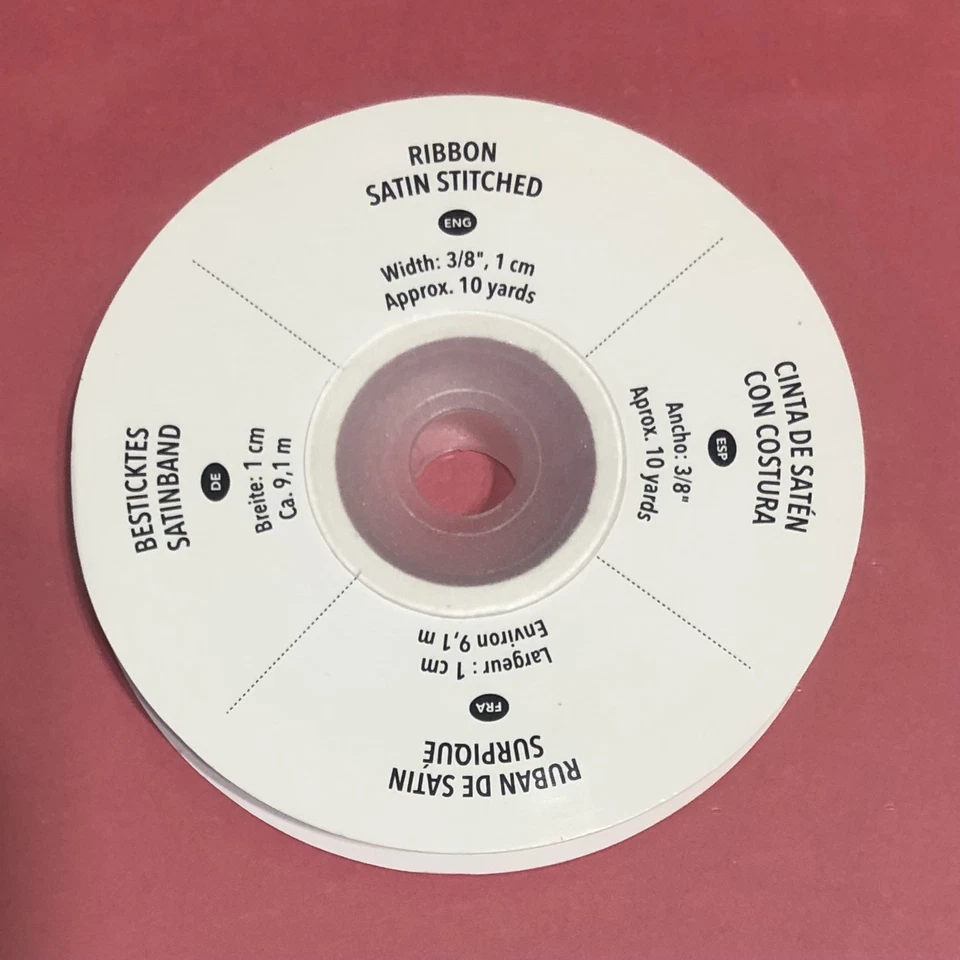 RIBBON
SATIN STITCHED
ENG
Width: 3/8", 1 cm
Approx. 10 yards
CINTA DE SATÉN
CON COSTURA
ESP
Ancho: 3/8"
Aprox. 10 yards
RUBAN DE SATIN
SURPIQUÉ
FRA
Largeur : 1 cm
Environ 9,1 m
BESTICKTES
SATINBAND
DE
Breite: 1 cm
Ca. 9,1 m